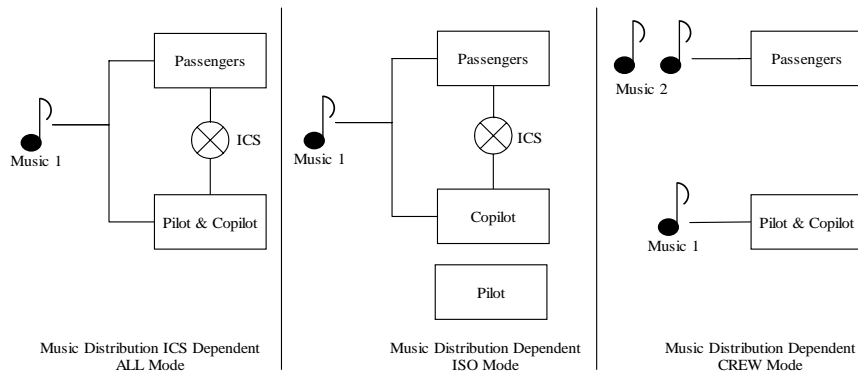 Passengers
ICS
Music 1
Pilot & Copilot
Music Distribution ICS Dependent
ALL Mode
Passengers
ICS
Music 1
Copilot
Pilot
Music Distribution Dependent
ISO Mode
Passengers
Music 2
Pilot & Copilot
Music 1
Music Distribution Dependent
CREW Mode